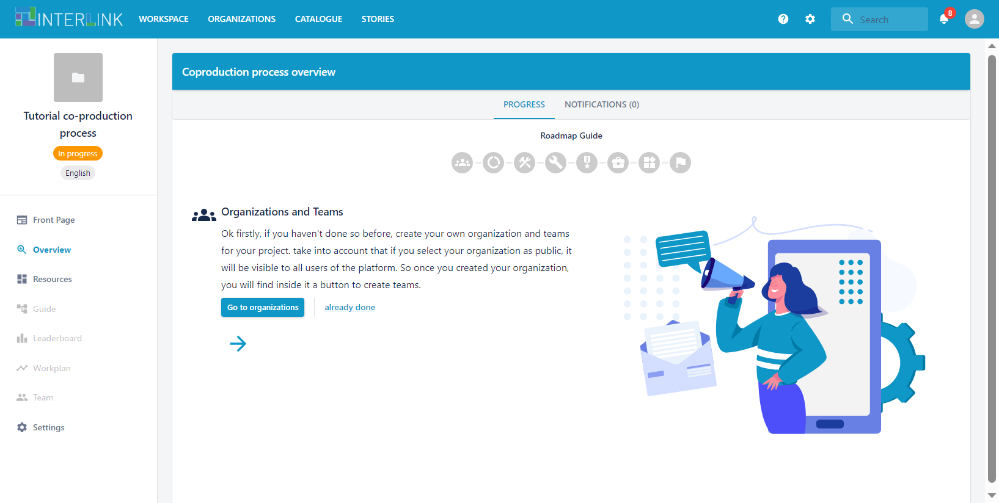 INTERLINK
WORKSPACE
ORGANIZATIONS
CATALOGUE
STORIES
Search
8
Tutorial co-production
process
In progress
English
Front Page
Overview
Resources
Guide
Leaderboard
Workplan
Team
Settings
Coproduction process overview
PROGRESS
NOTIFICATIONS (0)
Roadmap Guide
Organizations and Teams
Ok firstly, if you haven't done so before, create your own organization and teams
for your project. take into account that if you select your organization as public, it
will be visible to all users of the platform. So once you created your organization,
you will find inside it a button to create teams.
Go to organizations
already done